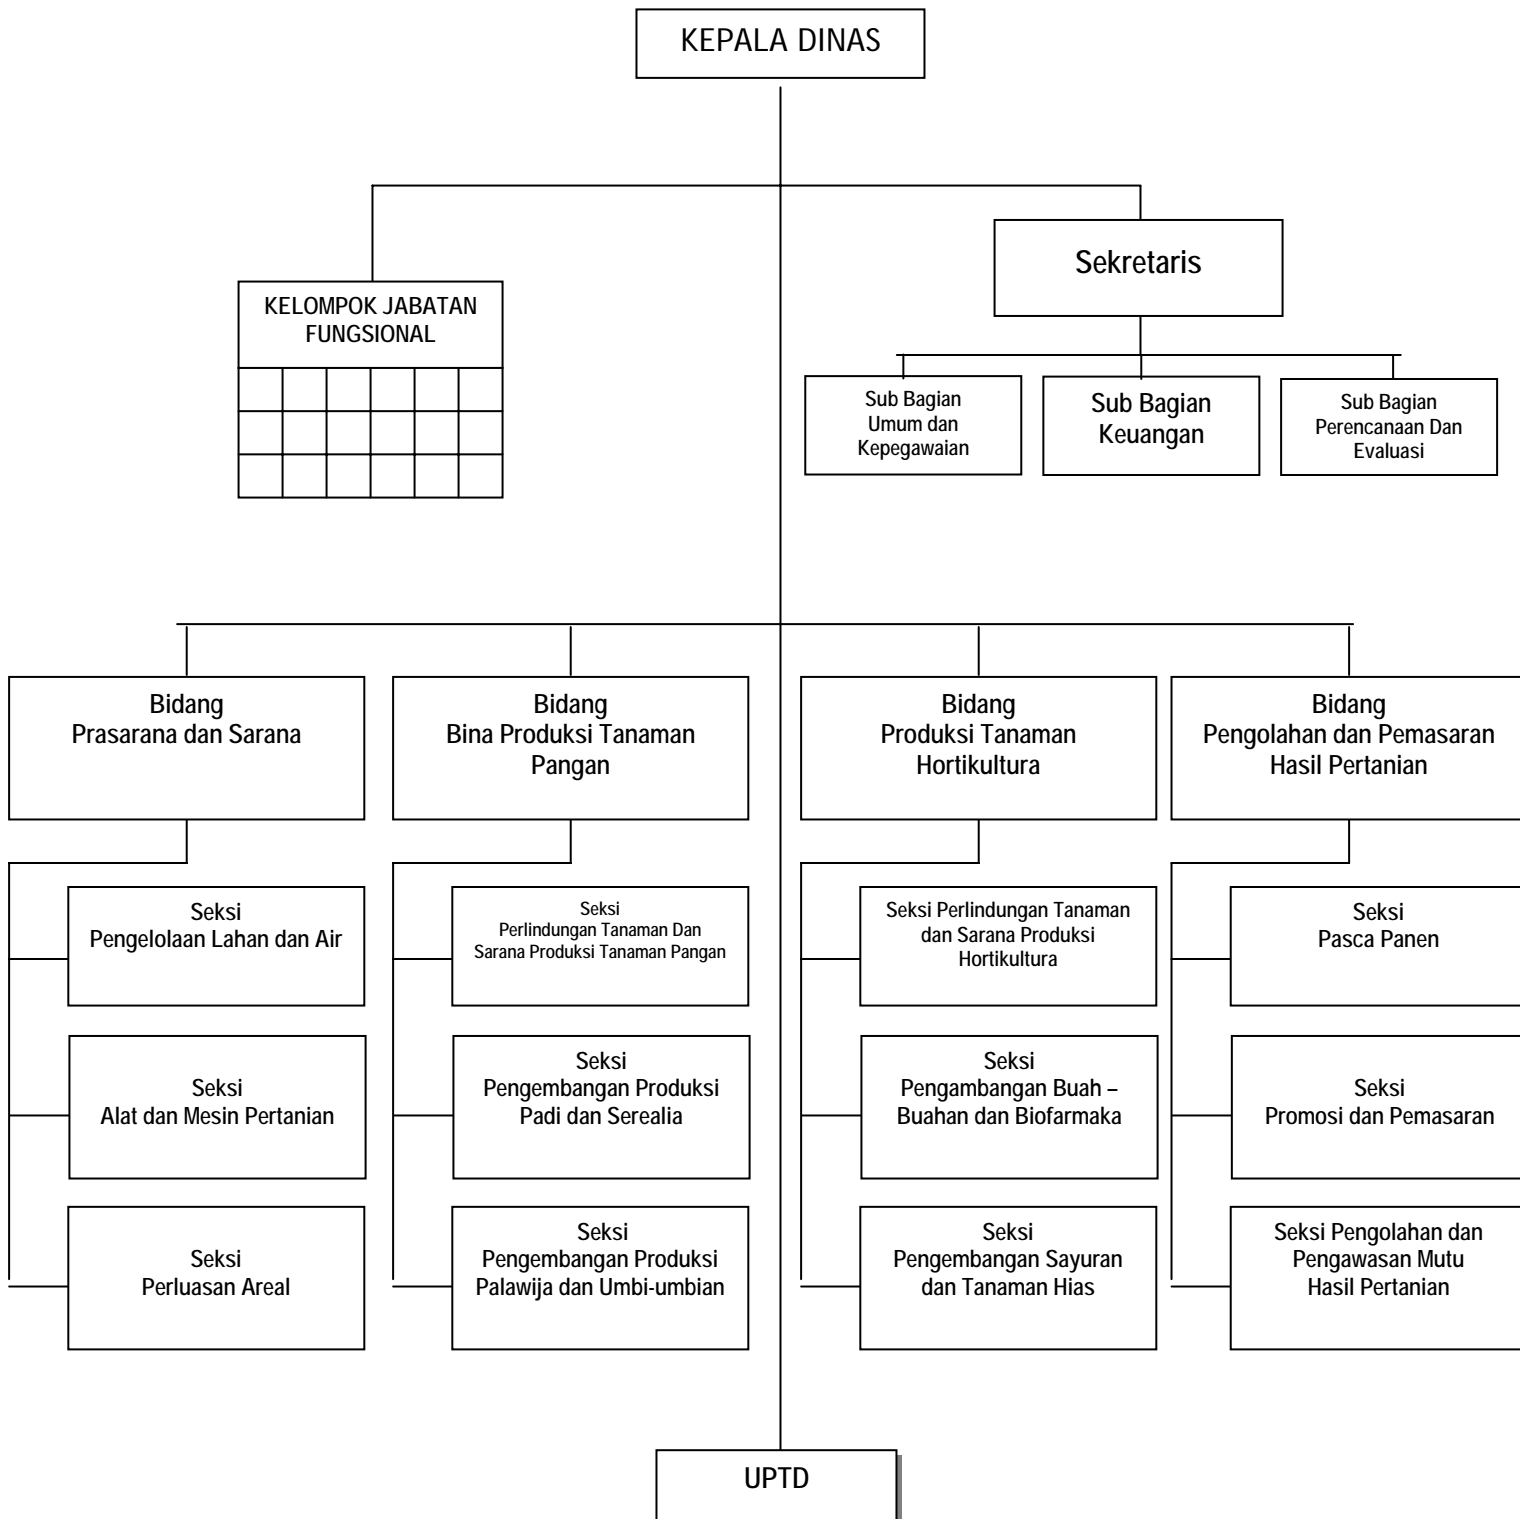 KEPALA DINAS
Sekretaris
KELOMPOK JABATAN
FUNGSIONAL
Sub Bagian
Umum dan
Kepegawaian
Sub Bagian
Keuangan
Sub Bagian
Perencanaan Dan
Evaluasi
Bidang
Prasarana dan Sarana
Bidang
Bina Produksi Tanaman
Pangan
Bidang
Produksi Tanaman
Hortikultura
Bidang
Pengolahan dan Pemasaran
Hasil Pertanian
Seksi
Pengelolaan Lahan dan Air
Seksi
Perlindungan Tanaman Dan
Sarana Produksi Tanaman Pangan
Seksi Perlindungan Tanaman
dan Sarana Produksi
Hortikultura
Seksi
Pasca Panen
Seksi
Alat dan Mesin Pertanian
Seksi
Pengembangan Produksi
Padi dan Serealia
Seksi
Pengambangan Buah –
Buahan dan Biofarmaka
Seksi
Promosi dan Pemasaran
Seksi
Perluasan Areal
Seksi
Pengembangan Produksi
Palawija dan Umbi-umbian
Seksi
Pengembangan Sayuran
dan Tanaman Hias
Seksi Pengolahan dan
Pengawasan Mutu
Hasil Pertanian
UPTD